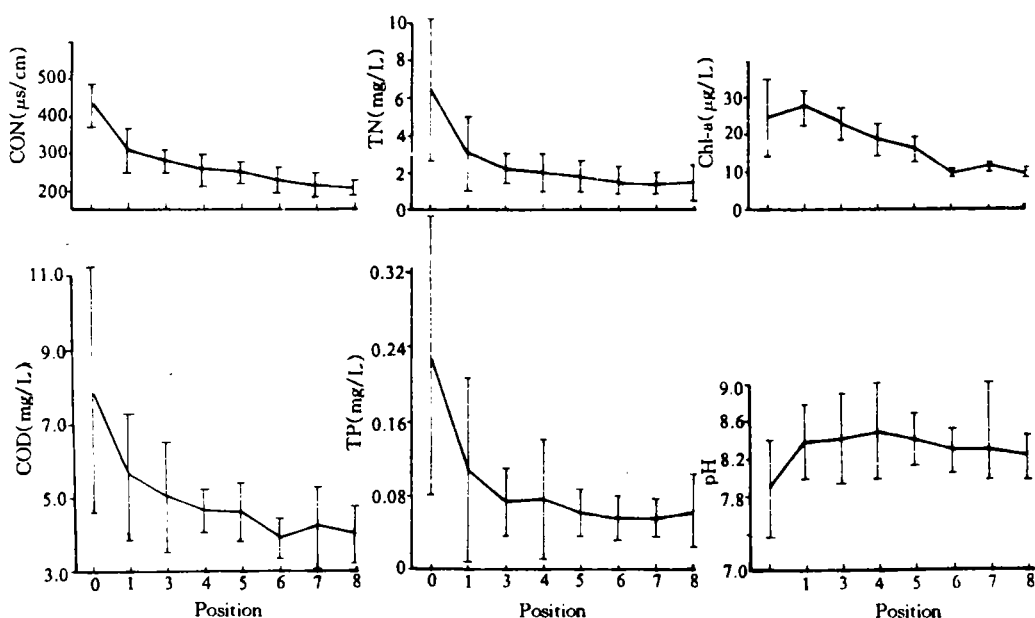 CON(μs/cm)
500
400
300
200
TN(mg/L)
10
8
6
4
2
0
Chl-a(μg/L)
30
20
10
0
COD(mg/L)
11.0
9.0
7.0
5.0
3.0
0 1 3 4 5 6 7 8
Position
TP(mg/L)
0.32
0.24
0.16
0.08
0
0 1 3 4 5 6 7 8
Position
pH
9.0
8.6
8.2
7.8
7.0
1 3 4 5 6 7 8
Position